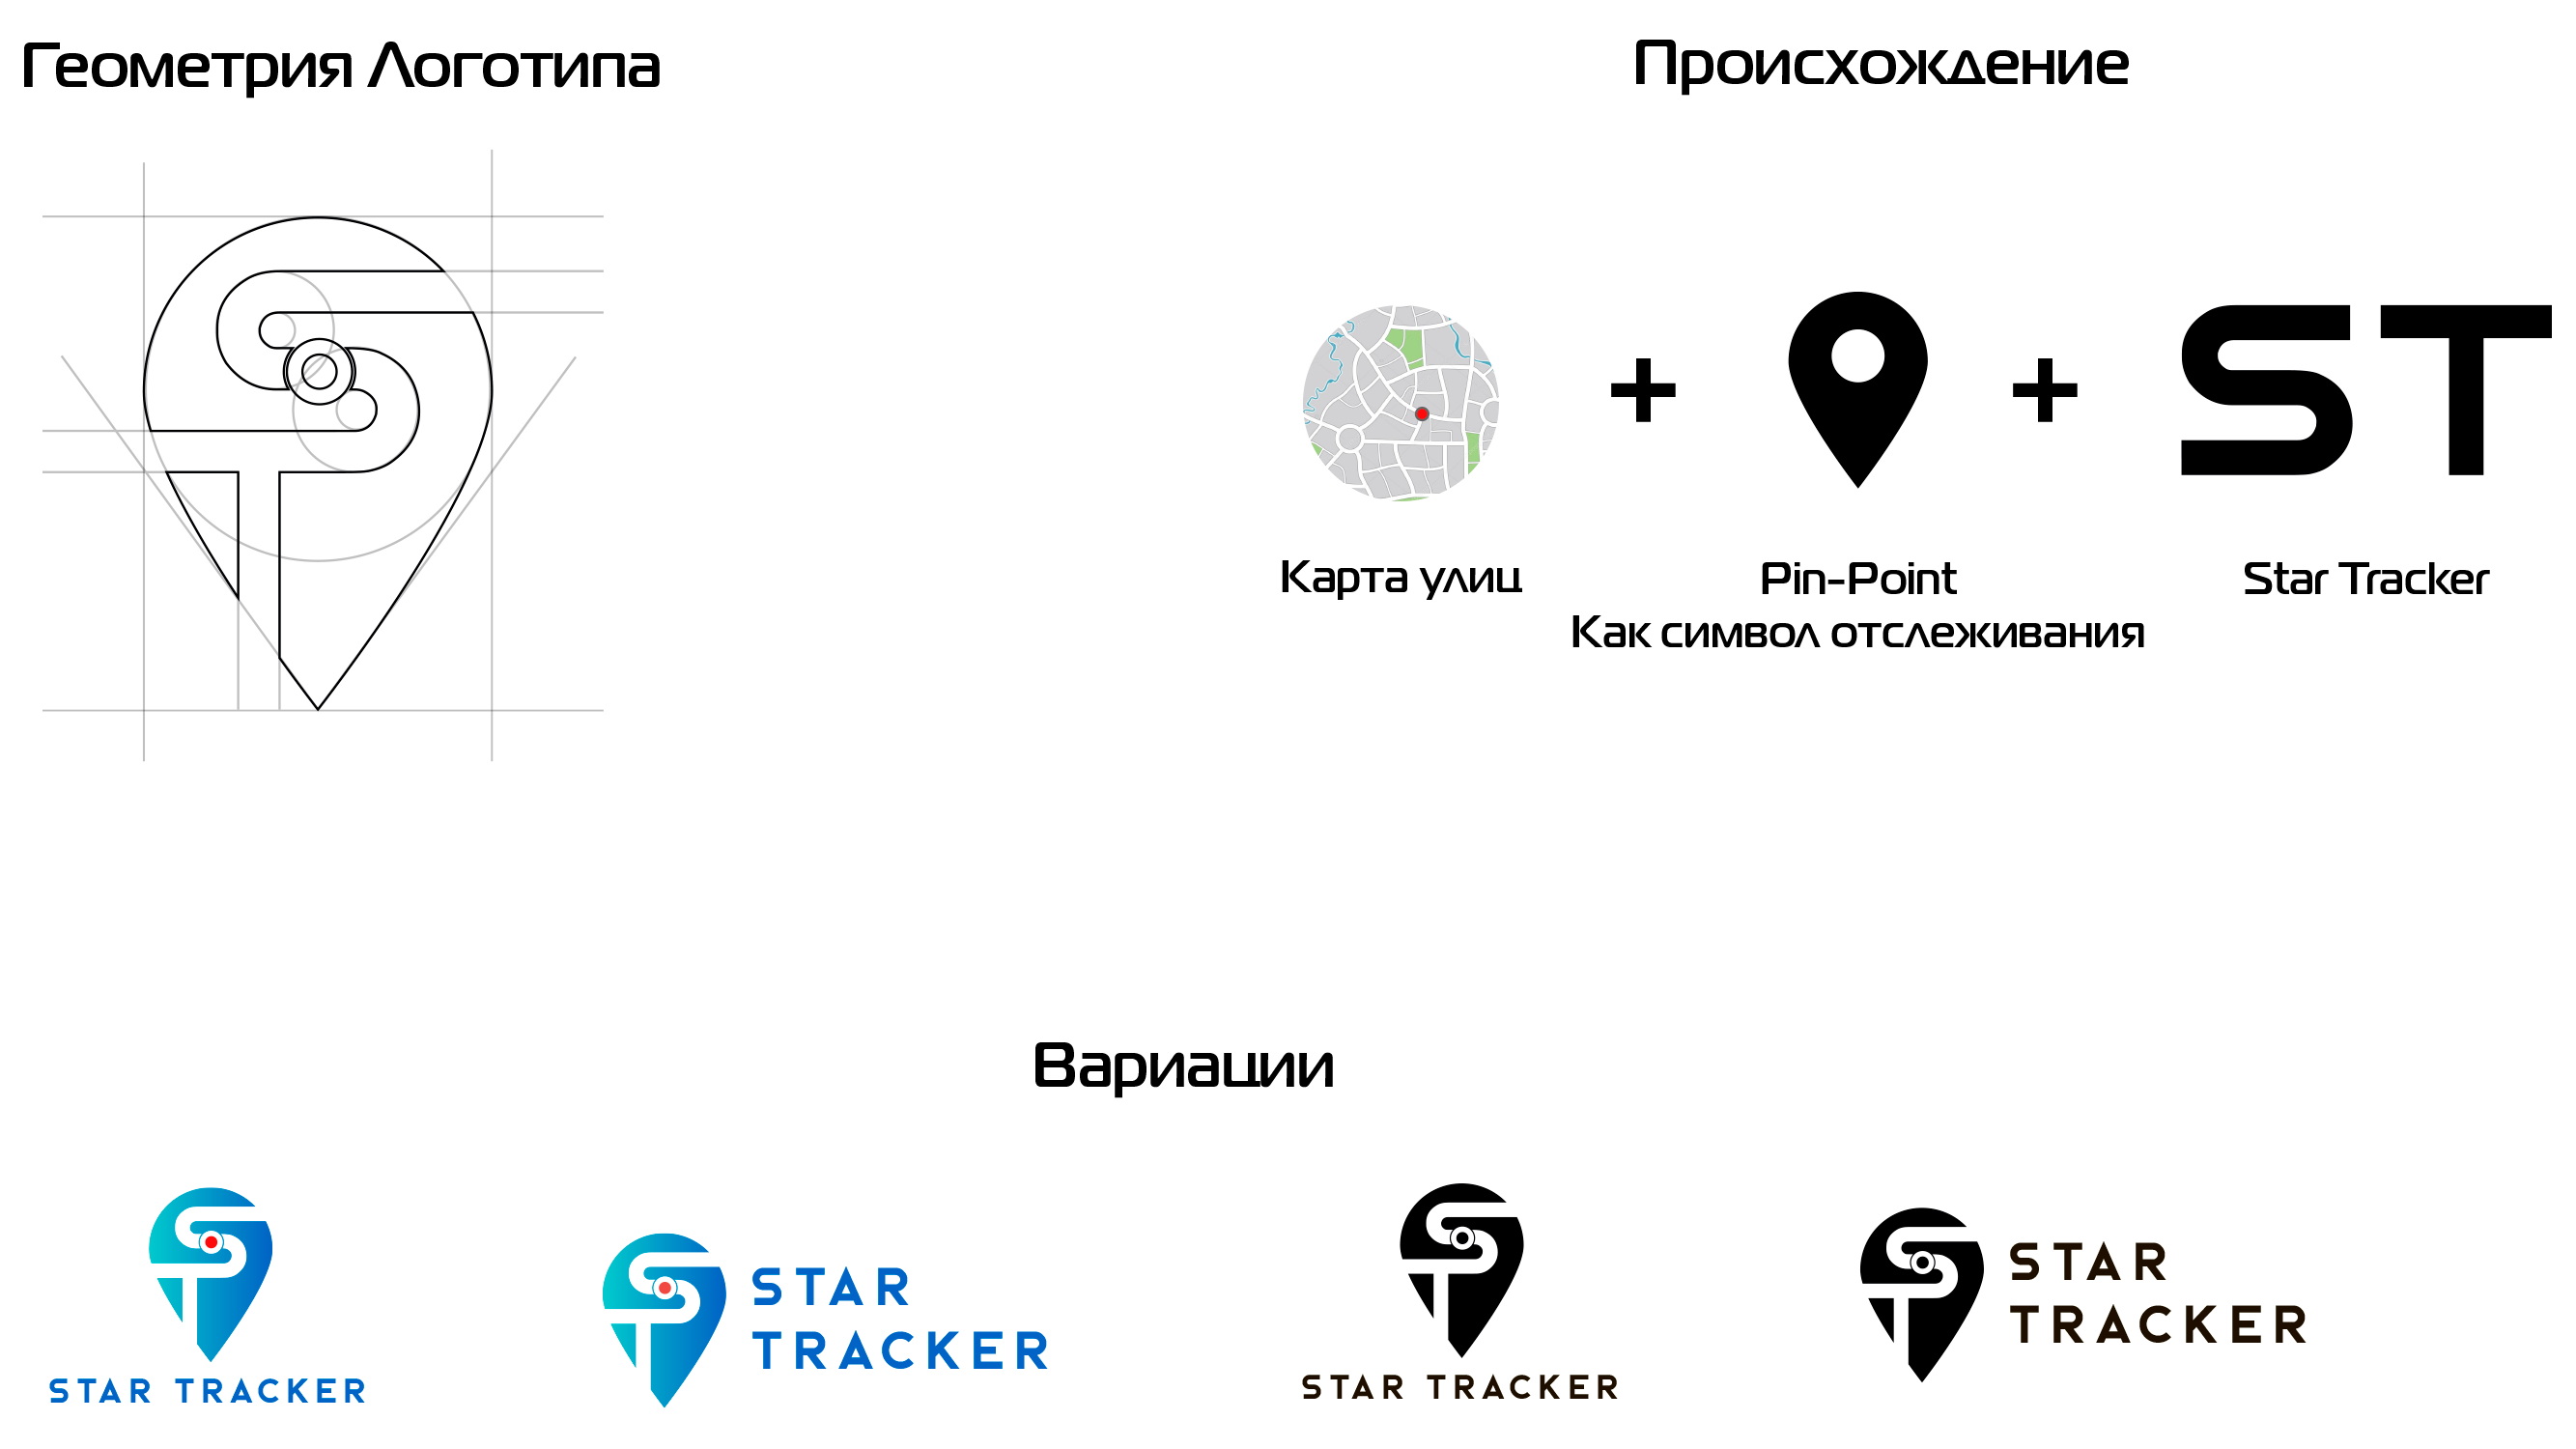 Геометрия Логотипа
Происхождение
+ + ST
Карта улиц
Pin-Point
Как символ отслеживания
Star Tracker
Вариации
STAR TRACKER
STAR
TRACKER
STAR TRACKER
STAR
TRACKER